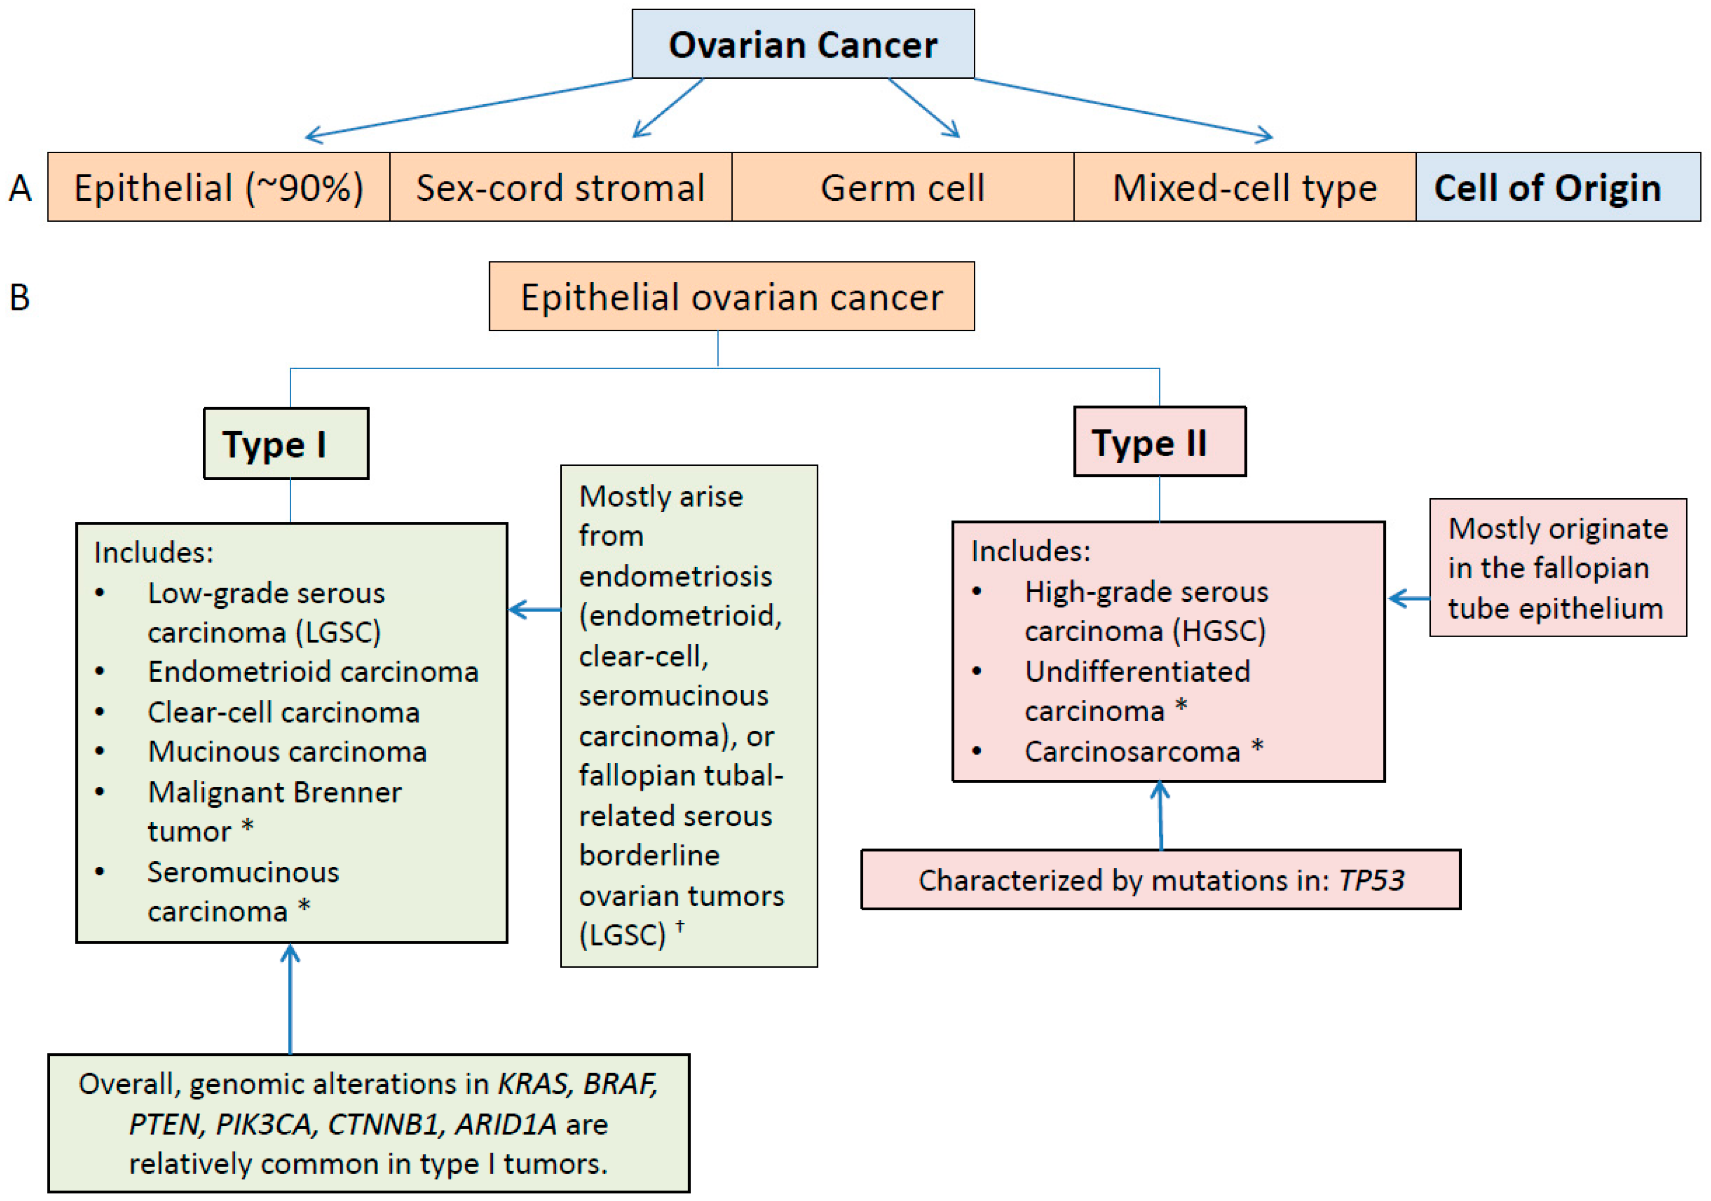 Ovarian Cancer
A
Epithelial (~90%)
Sex-cord stromal
Germ cell
Mixed-cell type
Cell of Origin
B
Epithelial ovarian cancer
Type I
Includes:
• Low-grade serous
carcinoma (LGSC)
• Endometrioid carcinoma
• Clear-cell carcinoma
• Mucinous carcinoma
• Malignant Brenner
tumor *
• Seromucinous
carcinoma *
Mostly arise
from
endometriosis
(endometrioid,
clear-cell,
seromucinous
carcinoma), or
fallopian tubal-
related serous
borderline
ovarian tumors
(LGSC) †
Overall, genomic alterations in KRAS, BRAF,
PTEN, PIK3CA, CTNNB1, ARID1A are
relatively common in type I tumors.
Type II
Includes:
• High-grade serous
carcinoma (HGSC)
• Undifferentiated
carcinoma *
• Carcinosarcoma *
Mostly originate
in the fallopian
tube epithelium
Characterized by mutations in: TP53